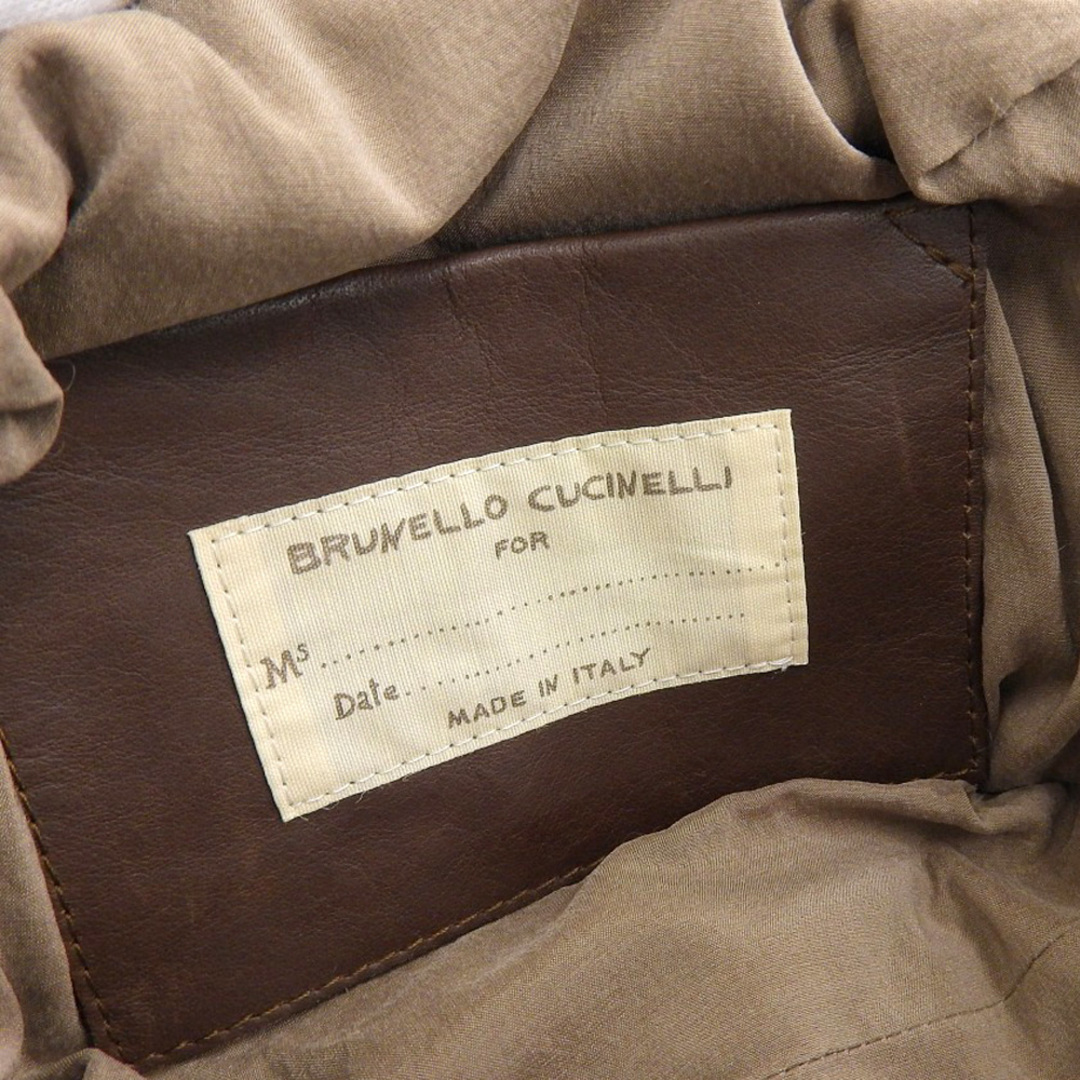 BRUNELLO CUCINELLI
FOR
Ms ........................................
Date........................................
MADE IN ITALY